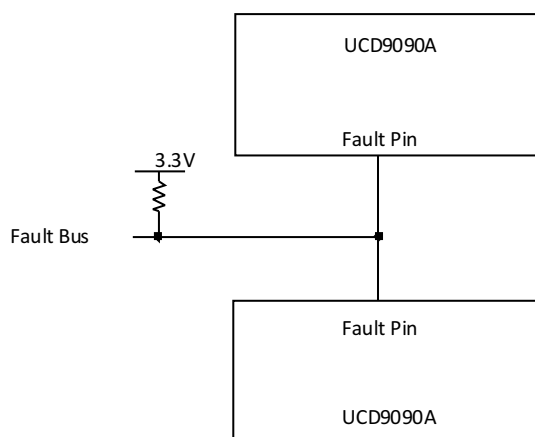 UCD9090A
Fault Pin
3.3V
Fault Bus
Fault Pin
UCD9090A